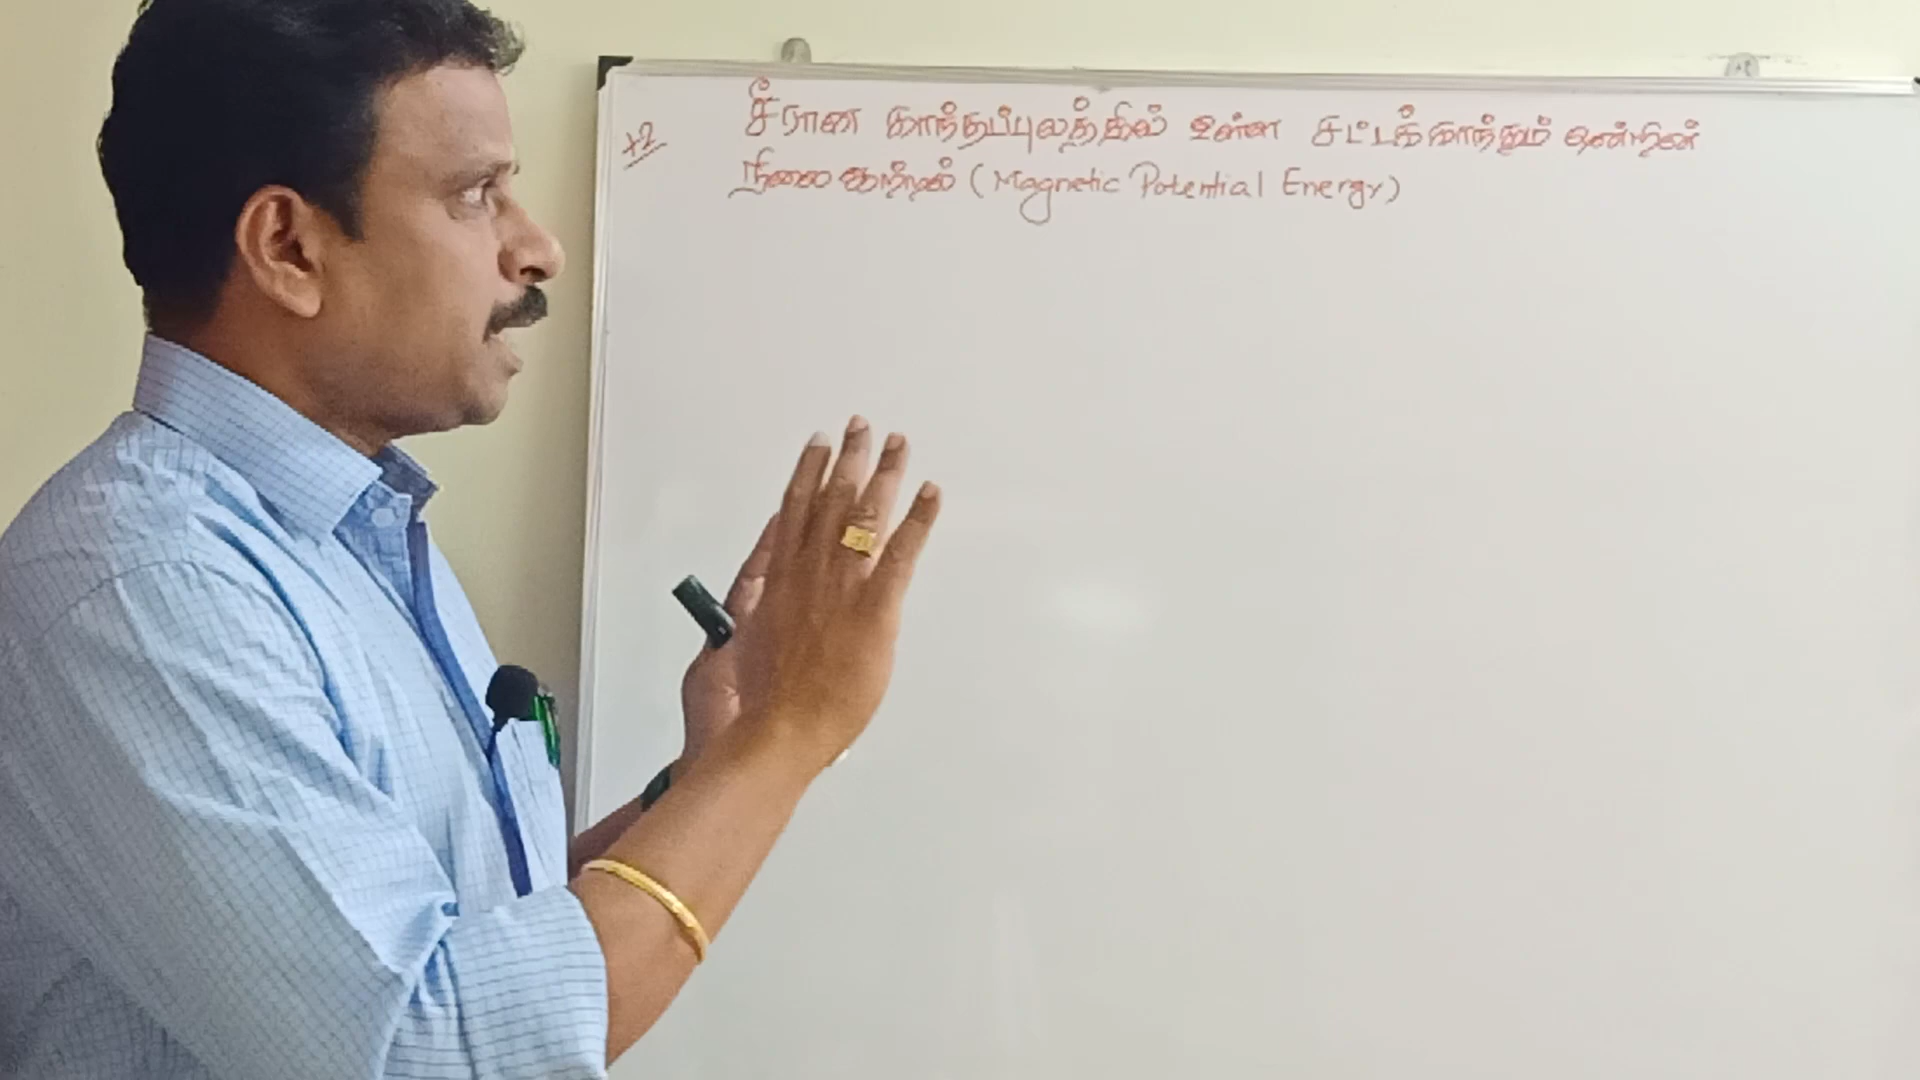 +2
சீரான காந்தப்புலத்தில் உள்ள சட்டக்காந்தம் ஒன்றின்
நிலை ஆற்றல் (Magnetic Potential Energy)